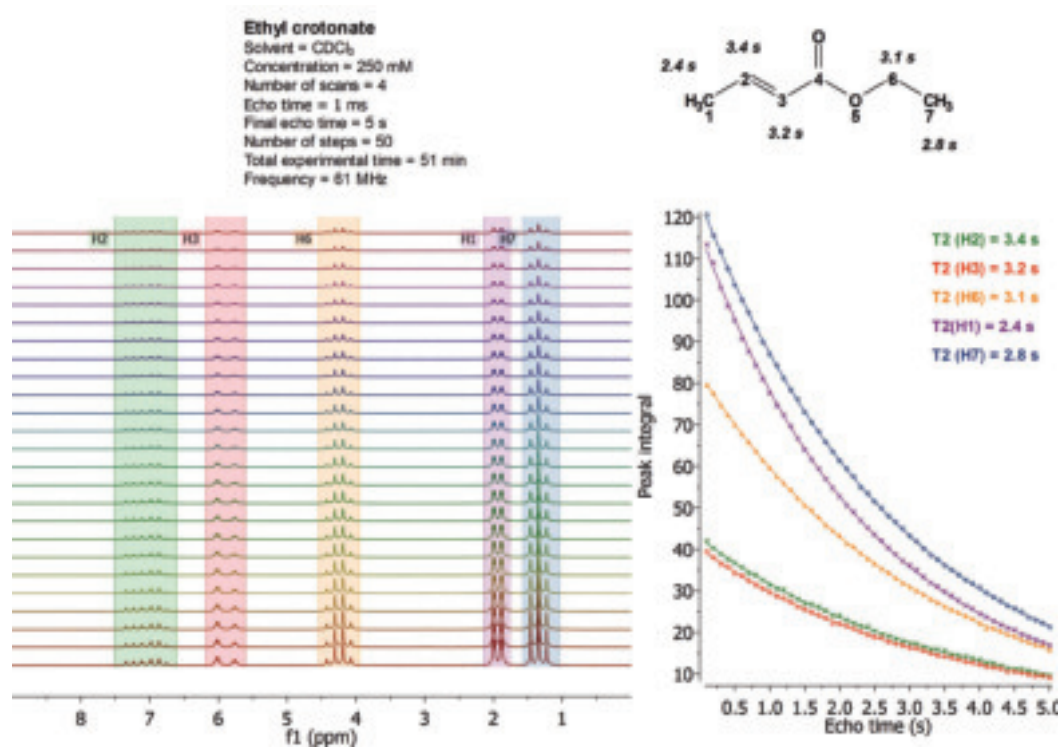 Ethyl crotonate
Solvent = CDCl₃
Concentration = 250 mM
Number of scans = 4
Echo time = 1 ms
Final echo time = 5 s
Number of steps = 50
Total experimental time = 51 min
Frequency = 61 MHz
O
3.4 s
3.1 s
2.4 s
2
4
6
H₃C
3
O
CH₃
1
5
7
3.2 s
2.8 s
H2
H3
H6
H1
H7
8
7
6
5
4
3
2
1
f1 (ppm)
120
110
100
90
80
70
60
50
40
30
20
10
Peak integral
T2 (H2) = 3.4 s
T2 (H3) = 3.2 s
T2 (H6) = 3.1 s
T2(H1) = 2.4 s
T2 (H7) = 2.8 s
0.5 1.0 1.5 2.0 2.5 3.0 3.5 4.0 4.5 5.0
Echo time (s)